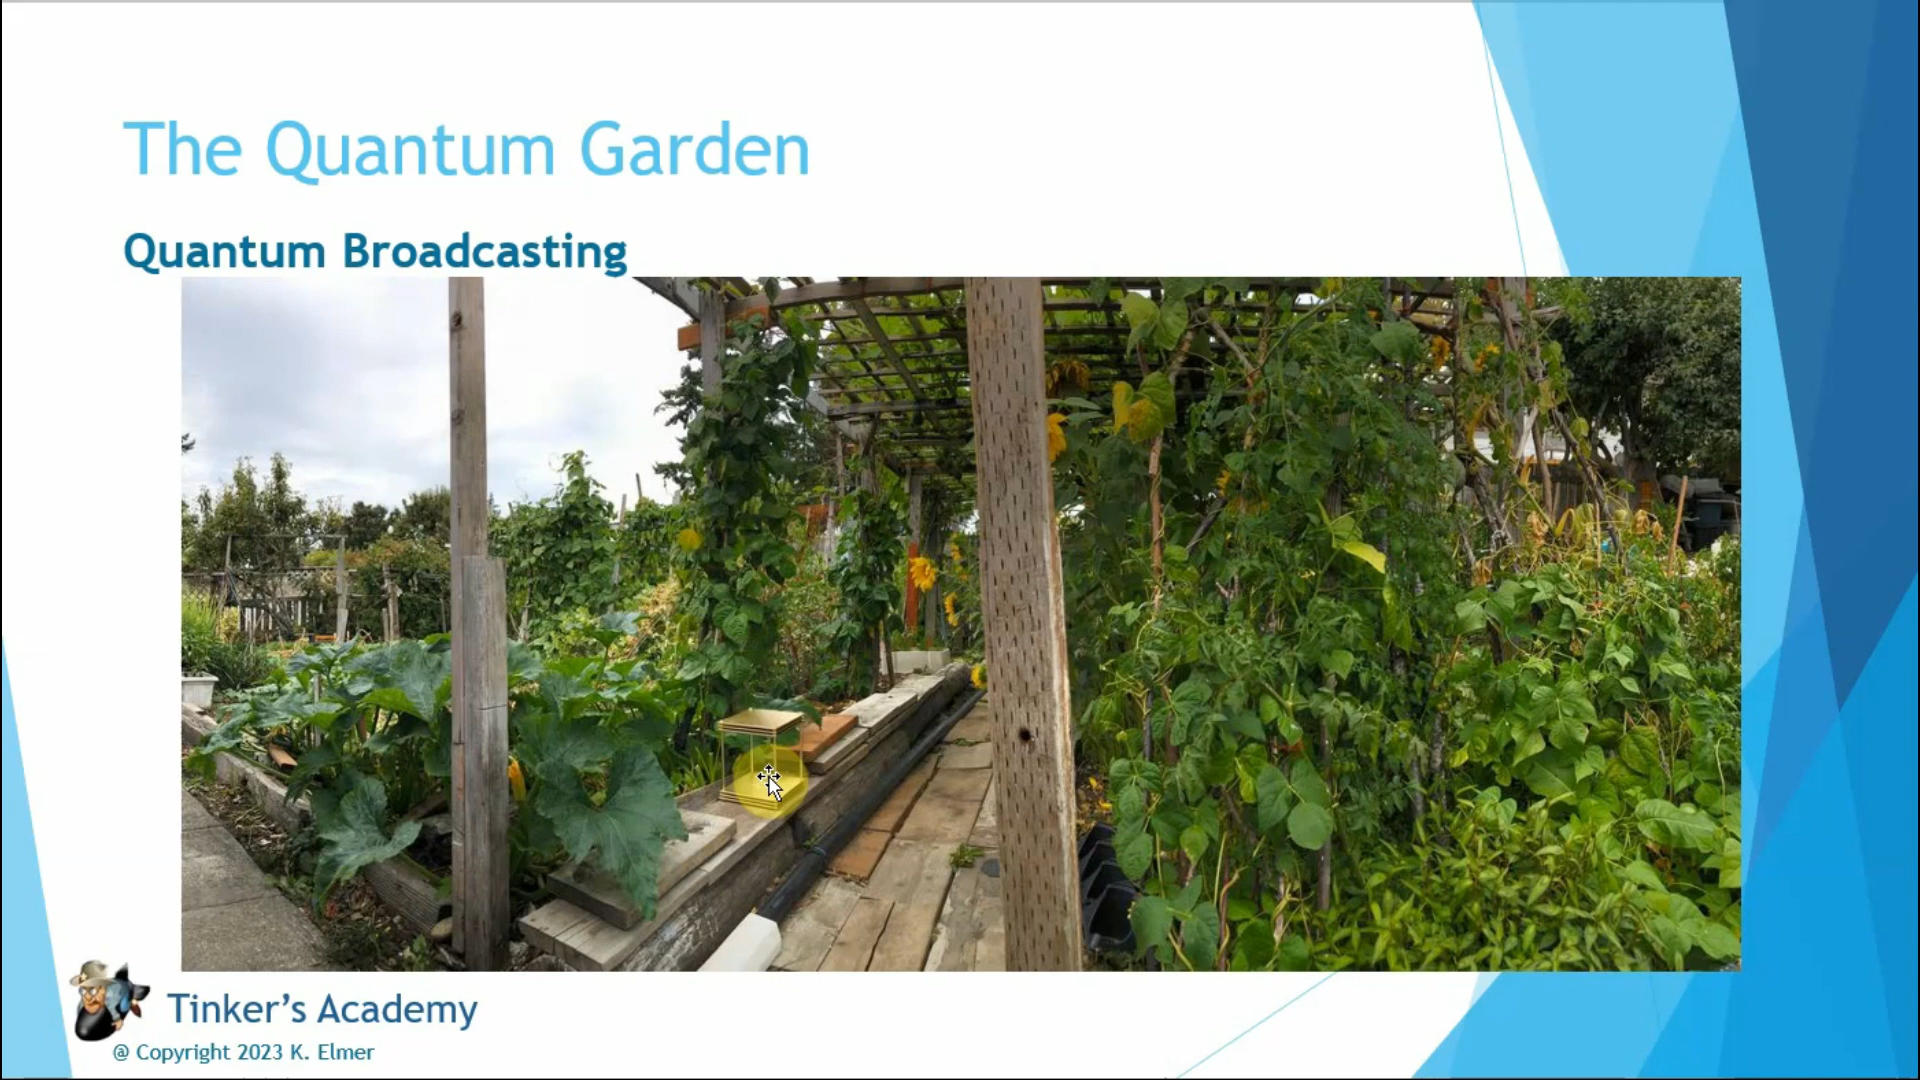 The Quantum Garden
Quantum Broadcasting
Tinker's Academy
@ Copyright 2023 K. Elmer